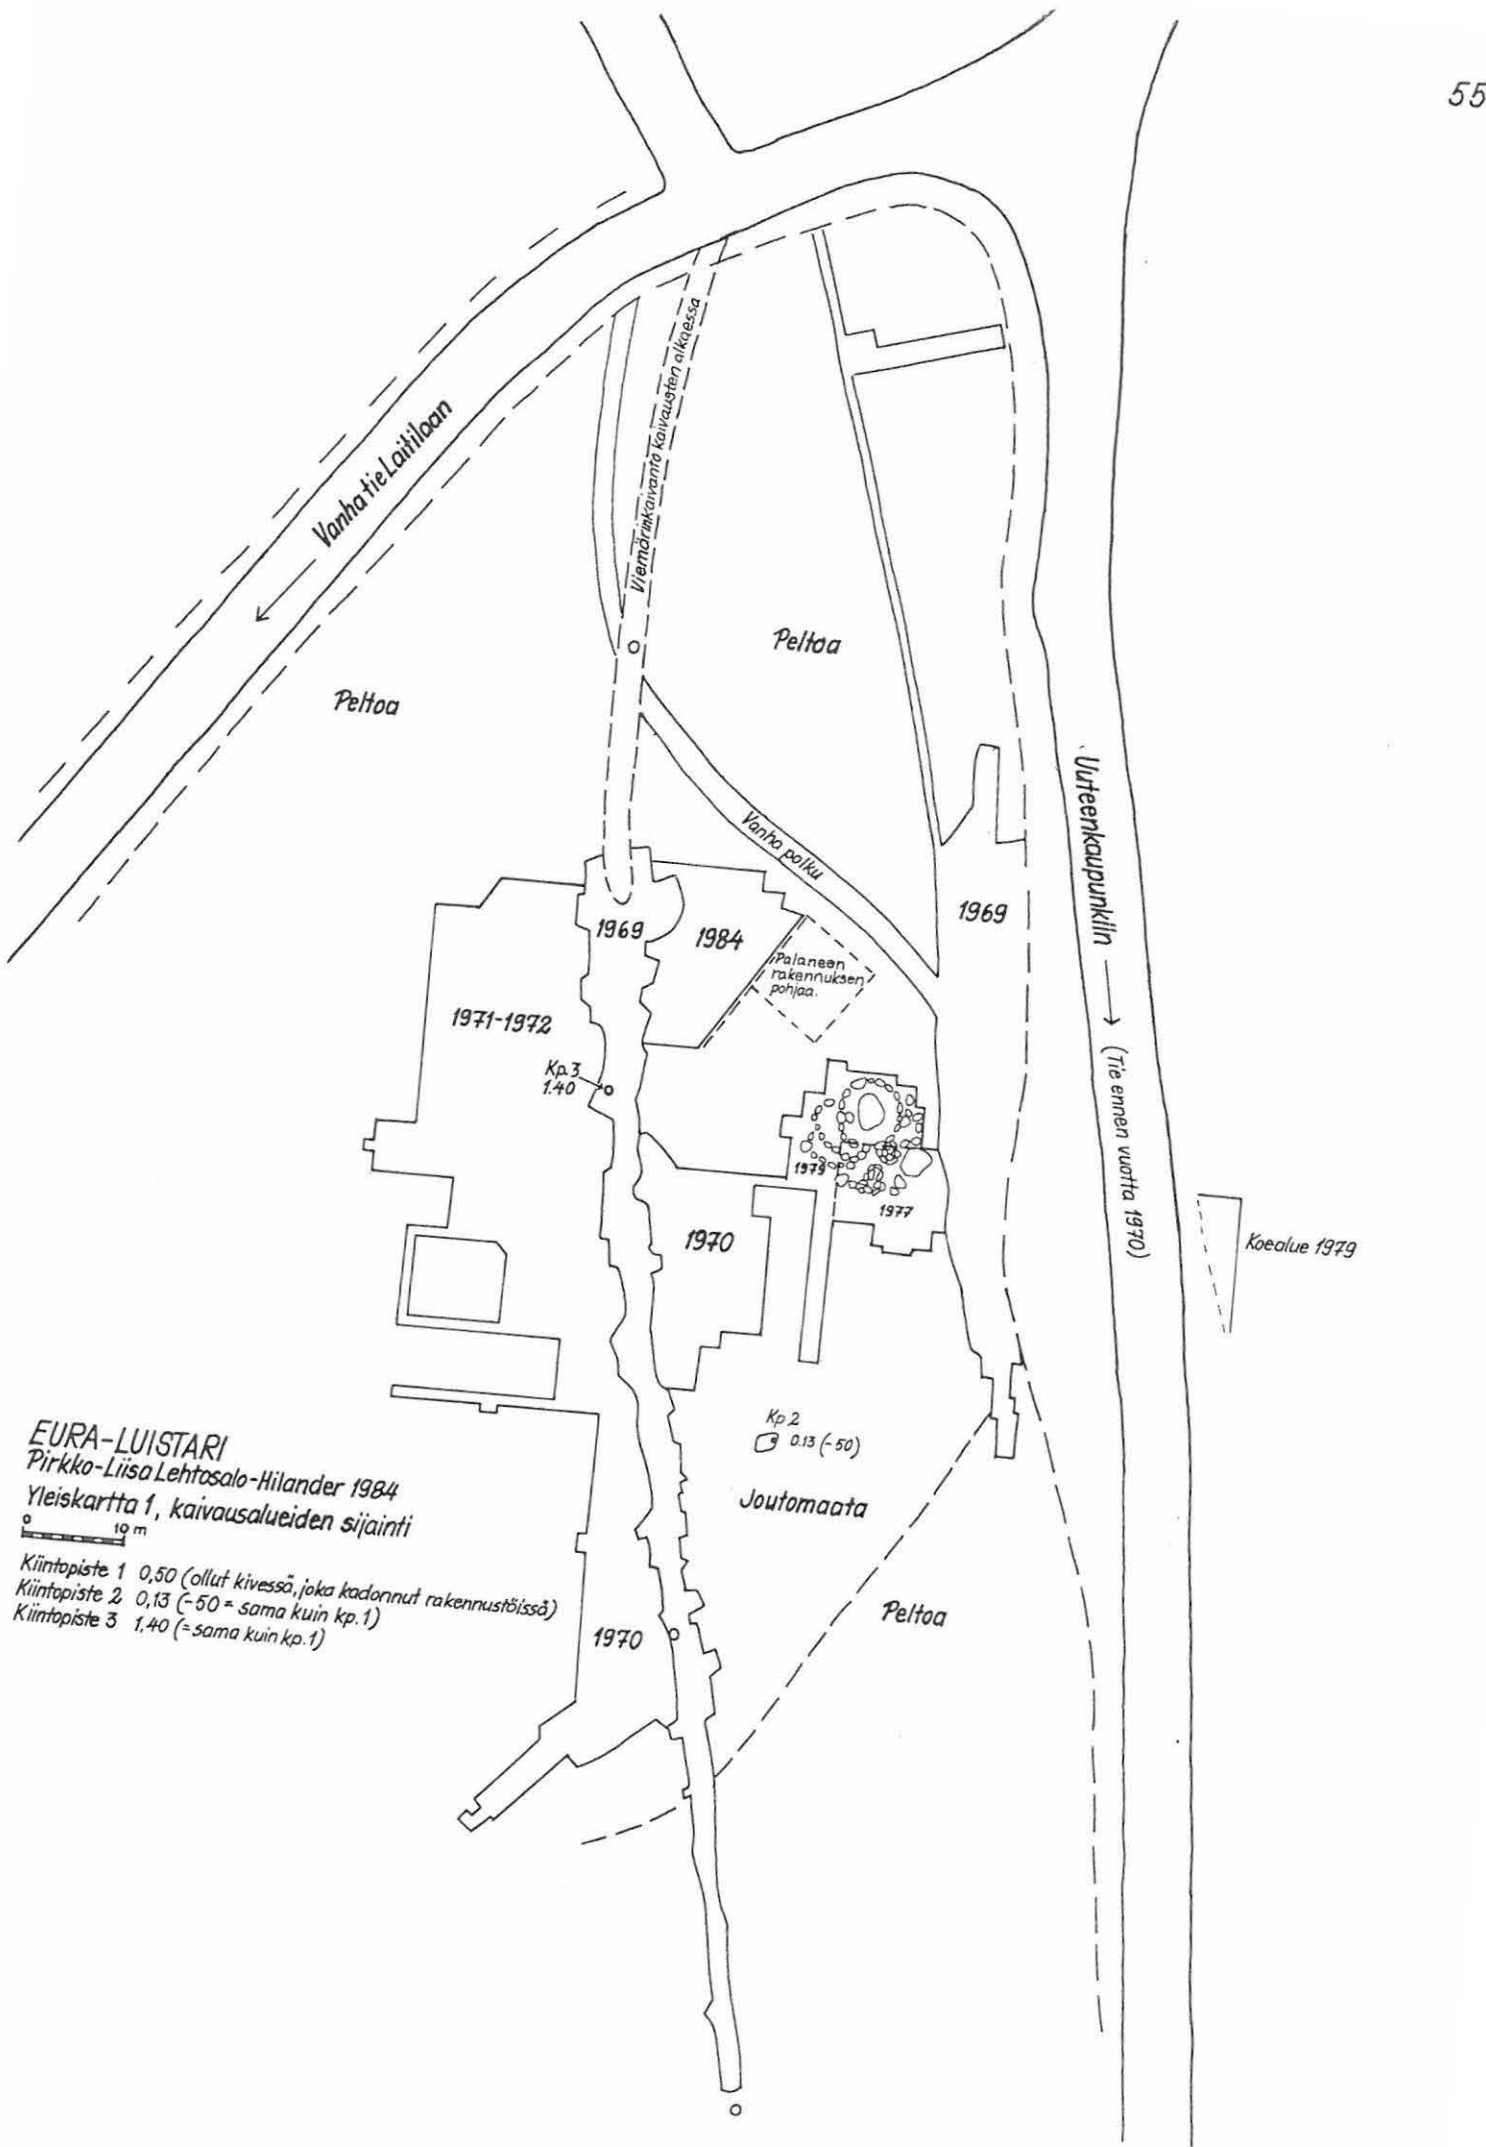 55
Vanha tie Laitilaan
Viemärinkaivanto kaivausten alkaessa
Peltoa
Peltoa
Vanha polku
Uuteenkaupunkiin
(Tie ennen vuotta 1970)
1969
1984
1969
Palaneen
rakennuksen
pohjaa.
1971-1972
Kp.3
1.40
1979
1977
1970
Koealue 1979
Kp 2
0.13 (-50)
Joutomaata
EURA-LUISTARI
Pirkko-Liisa Lehtosalo-Hilander 1984
Yleiskartta 1, kaivausalueiden sijainti
0 10 m
Kiintopiste 1 0,50 (ollut kivessä, joka kadonnut rakennustöissä)
Kiintopiste 2 0,13 (-50 = sama kuin kp.1)
Kiintopiste 3 1,40 (= sama kuin kp.1)
1970
Peltoa